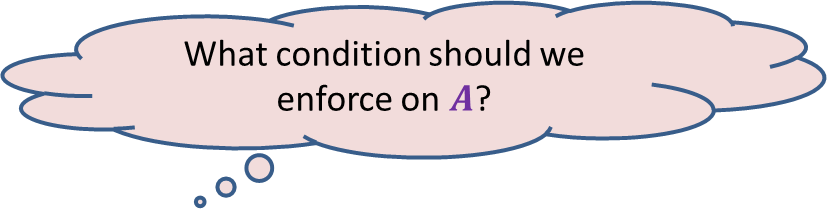 What condition should we
enforce on A?